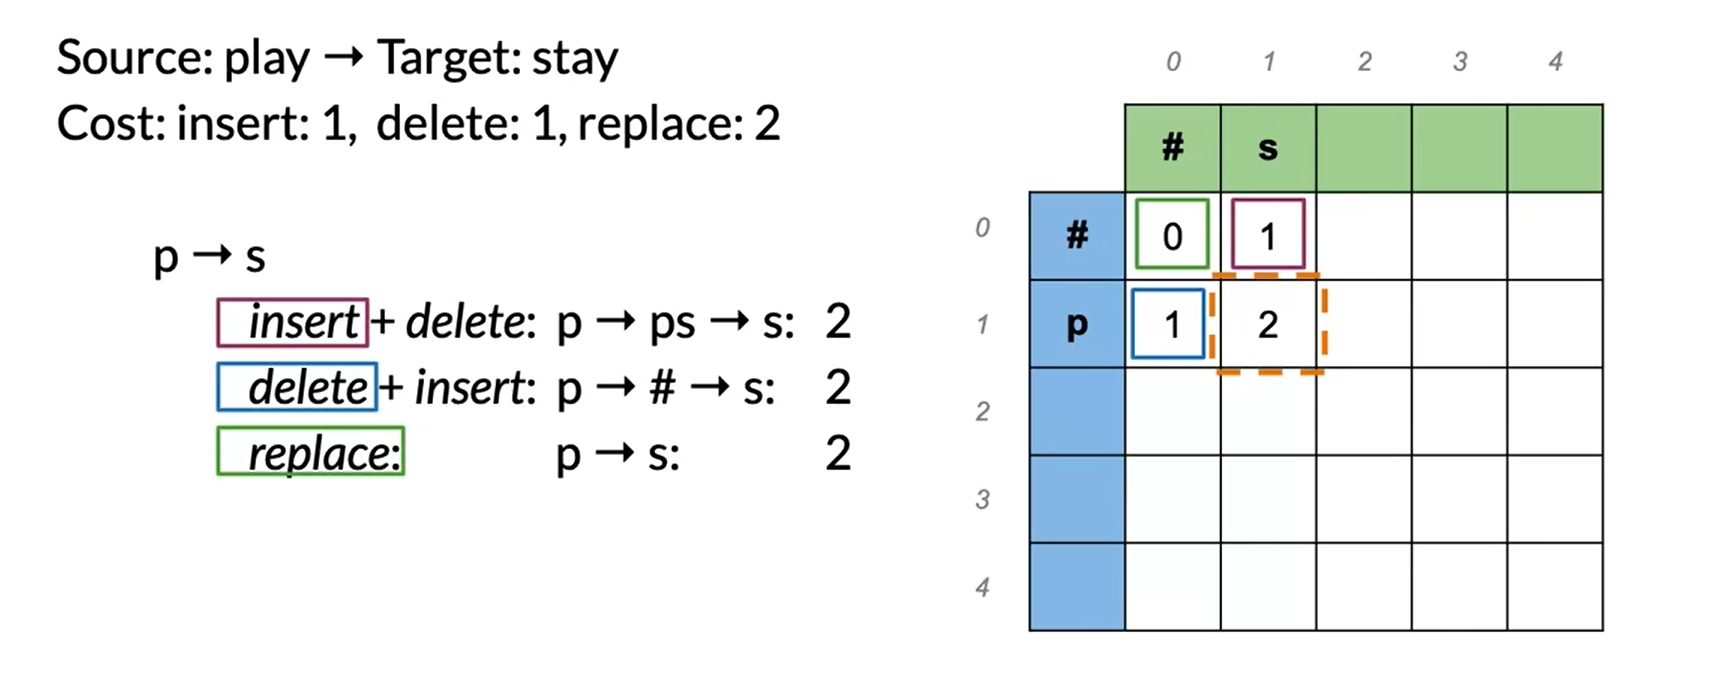 Source: play → Target: stay
Cost: insert: 1, delete: 1, replace: 2
p → s
insert + delete: p → ps → s: 2
delete + insert: p → # → s: 2
replace: p → s: 2
0 1 2 3 4
# s
0 # 0 1
1 p 1 2
2
3
4